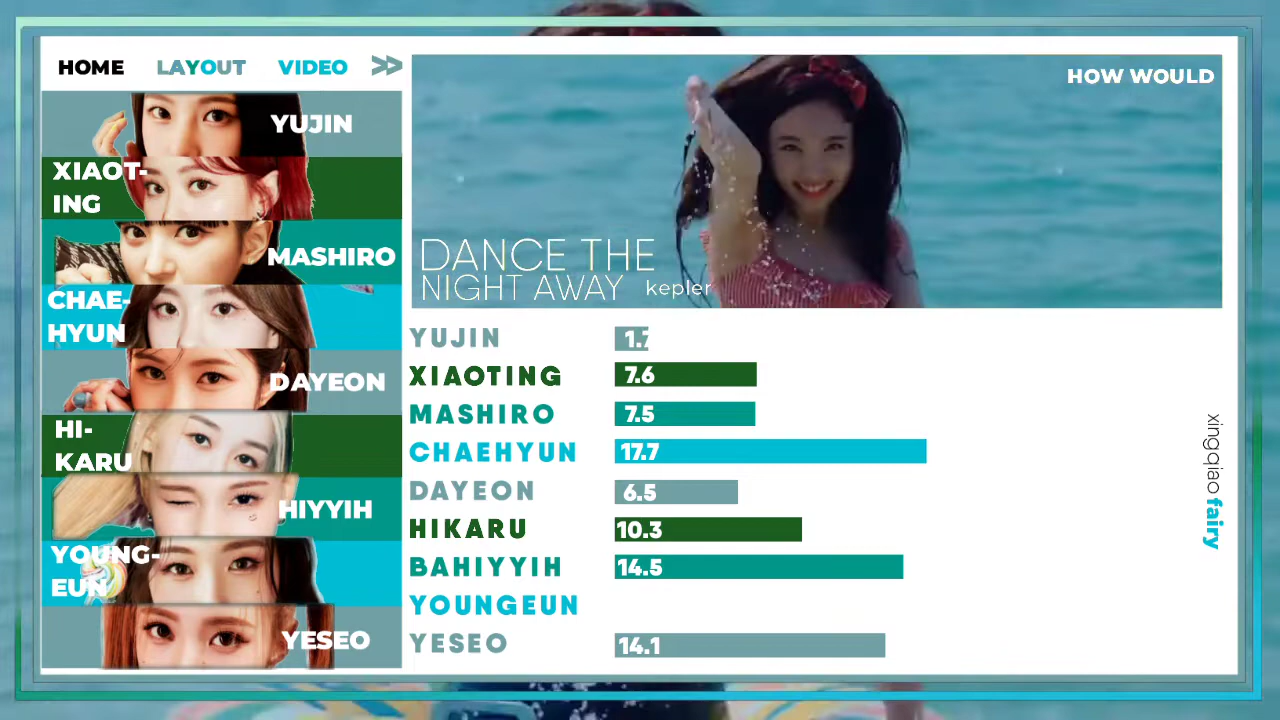 HOME LAYOUT VIDEO >>
YUJIN
XIAOT-
ING
MASHIRO
CHAE-
HYUN
DAYEON
HI-
KARU
HIYYIH
YOUNG-
EUN
YESEO
HOW WOULD
DANCE THE
NIGHT AWAY kepler
YUJIN 1.7
XIAOTING 7.6
MASHIRO 7.5
CHAEHYUN 17.7
DAYEON 6.5
HIKARU 10.3
BAHIYYIH 14.5
YOUNGEUN
YESEO 14.1
xingqiao fairy